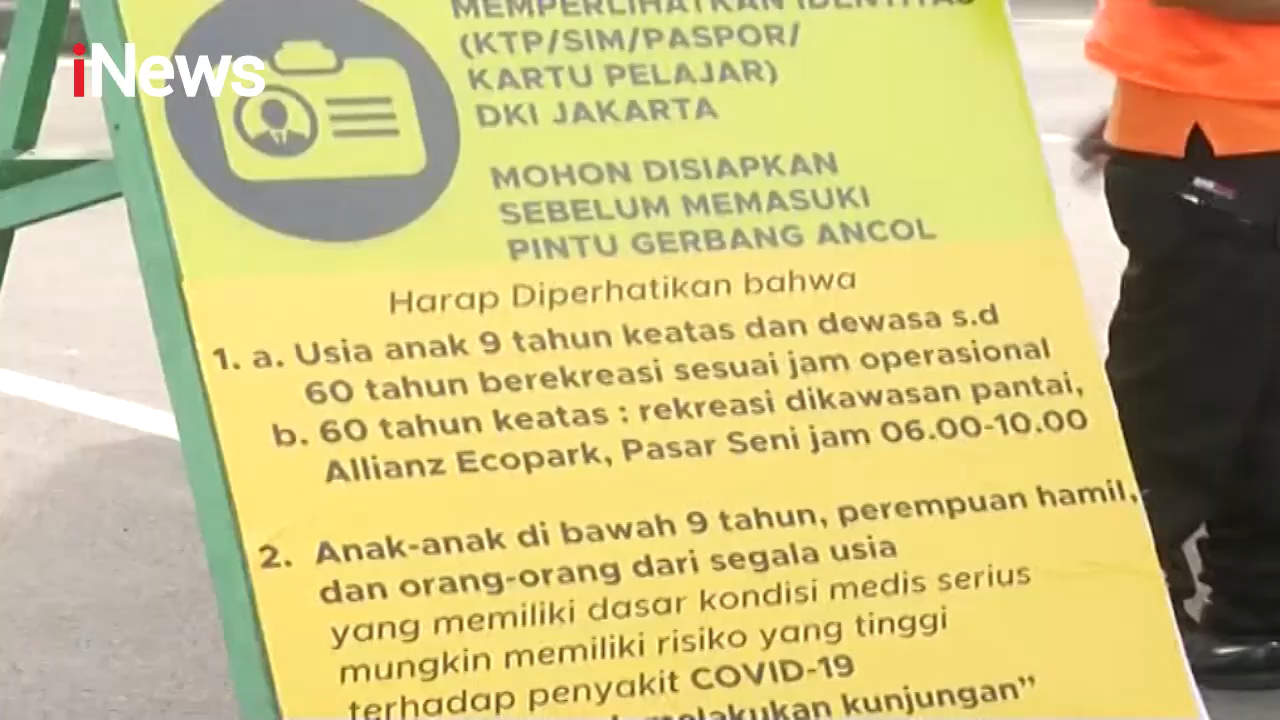 iNews
MEMPERLIHATKAN IDENTITAS
(KTP/SIM/PASPOR/
KARTU PELAJAR)
DKI JAKARTA
MOHON DISIAPKAN
SEBELUM MEMASUKI
PINTU GERBANG ANCOL
Harap Diperhatikan bahwa
1. a. Usia anak 9 tahun keatas dan dewasa s.d
60 tahun berekreasi sesuai jam operasional
b. 60 tahun keatas : rekreasi dikawasan pantai,
Allianz Ecopark, Pasar Seni jam 06.00-10.00
2. Anak-anak di bawah 9 tahun, perempuan hamil,
dan orang-orang dari segala usia
yang memiliki dasar kondisi medis serius
mungkin memiliki risiko yang tinggi
terhadap penyakit COVID-19
melakukan kunjungan”